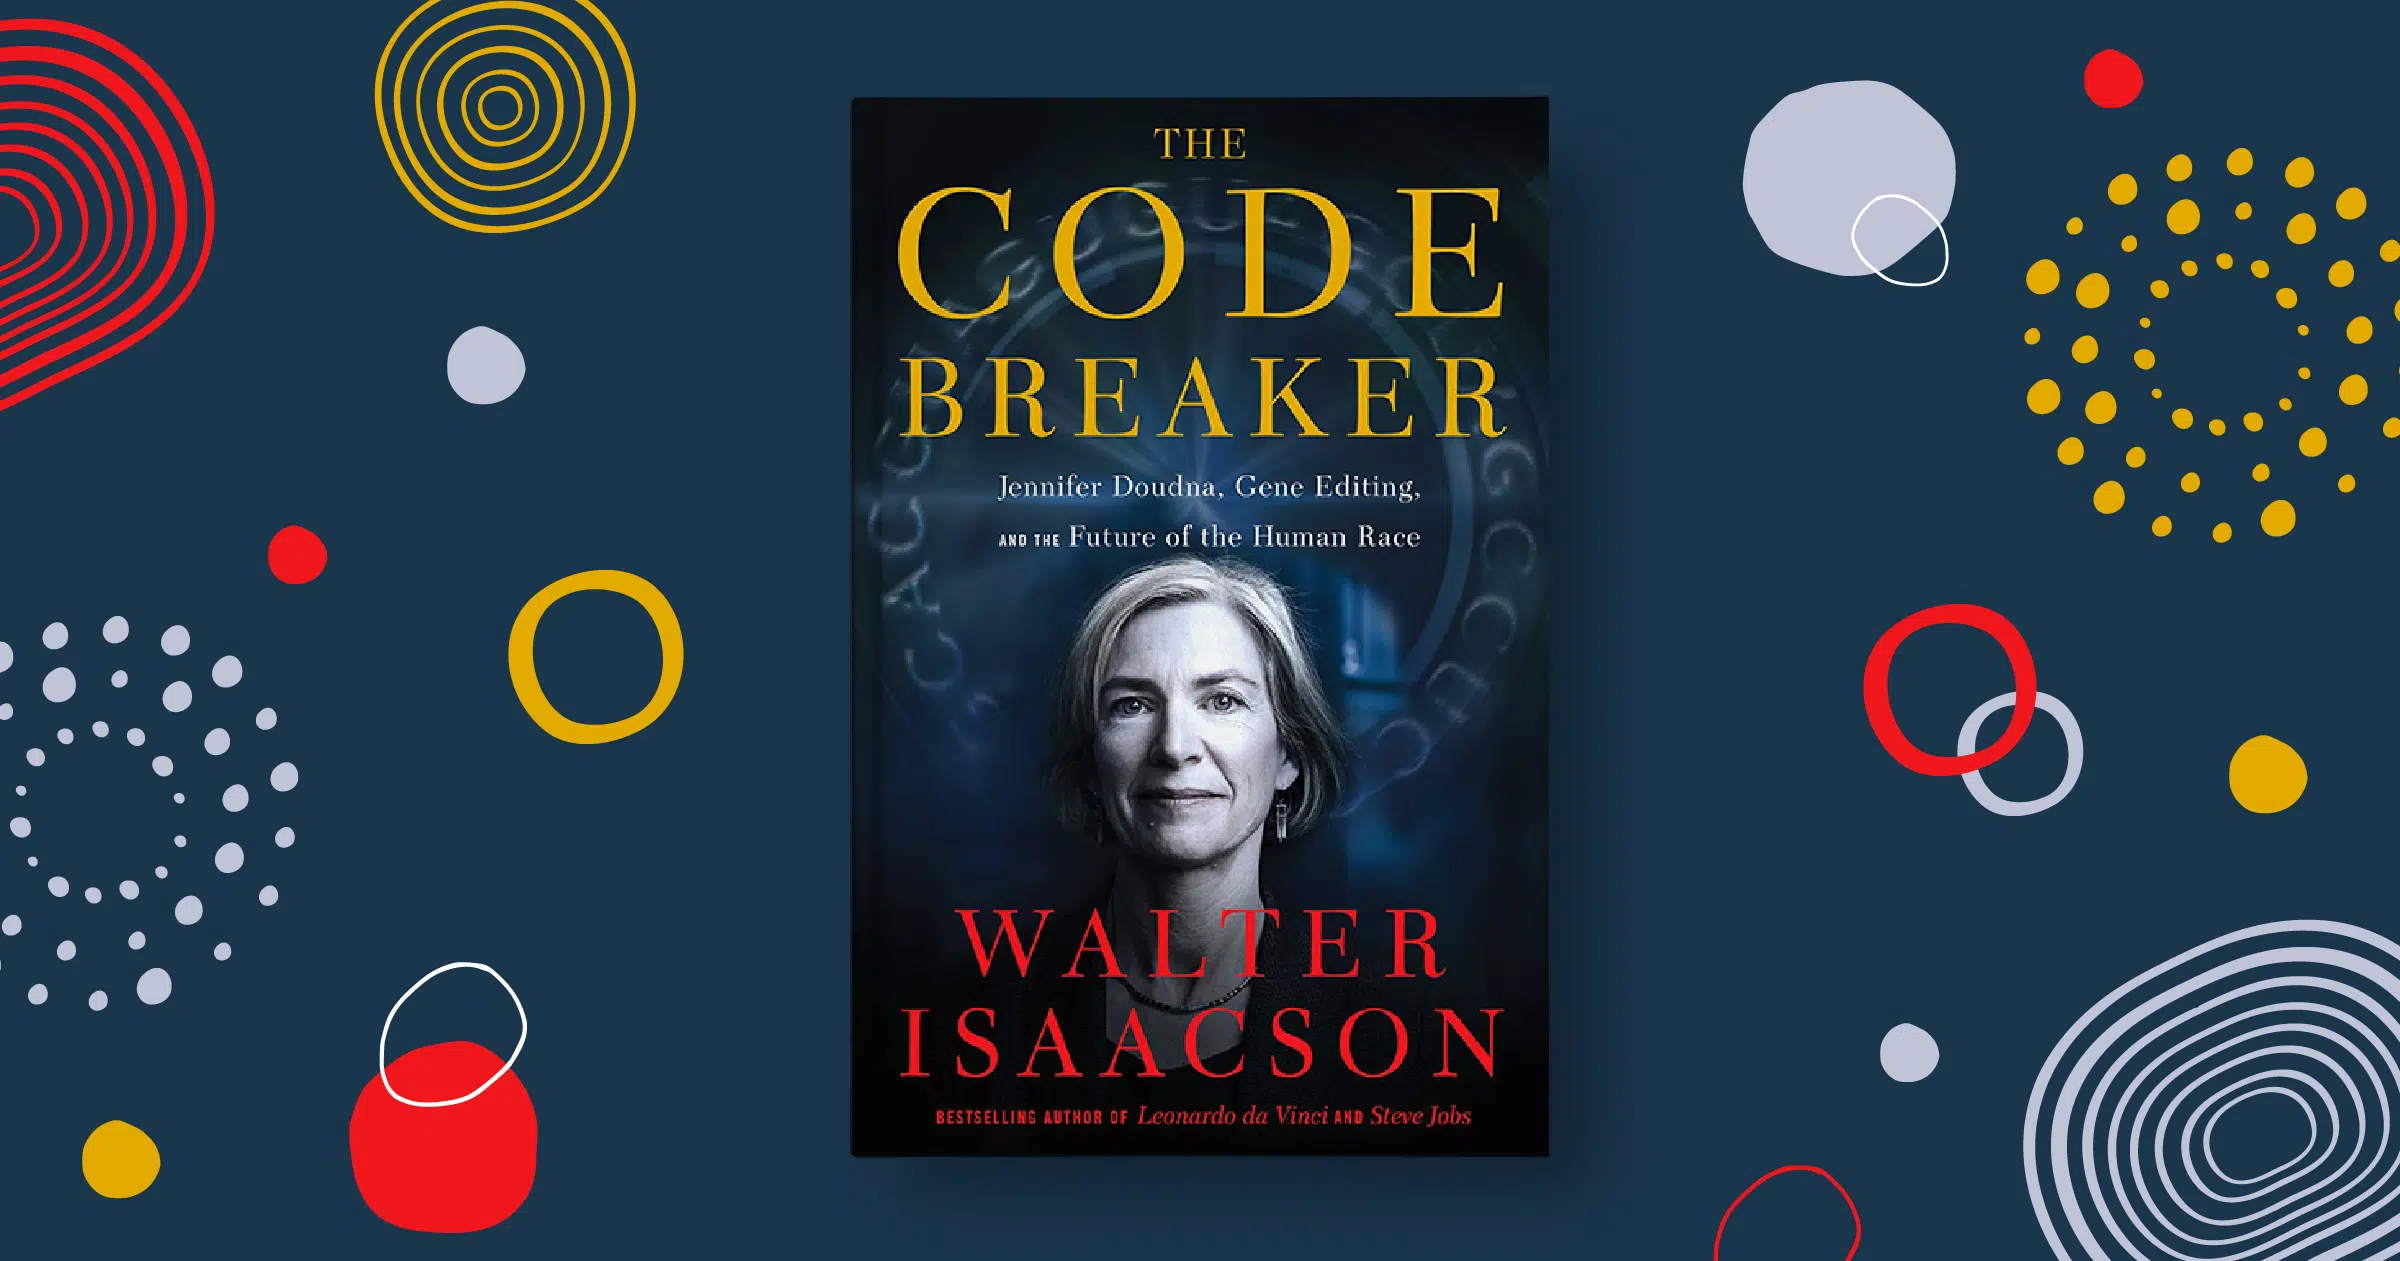 THE
CODE
BREAKER
Jennifer Doudna, Gene Editing,
AND THE Future of the Human Race
WALTER
ISAACSON
BESTSELLING AUTHOR OF Leonardo da Vinci AND Steve Jobs